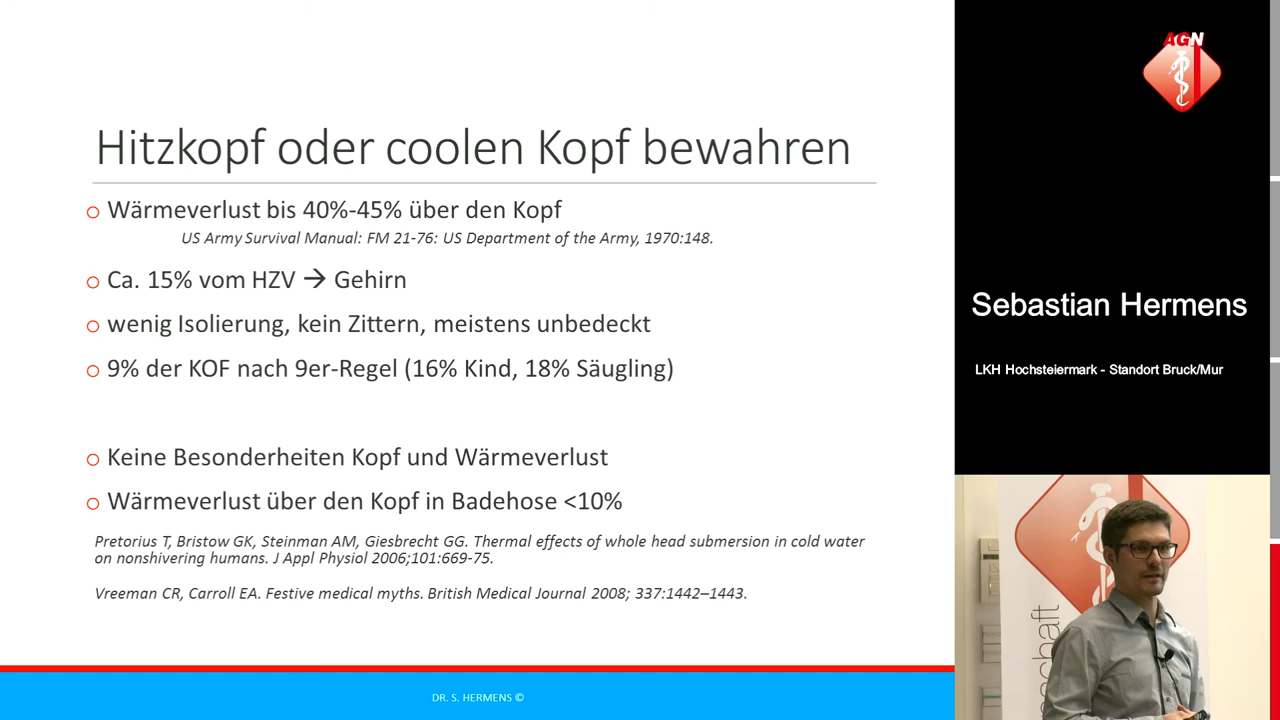 Hitzkopf oder coolen Kopf bewahren
o Wärmeverlust bis 40%-45% über den Kopf
US Army Survival Manual: FM 21-76: US Department of the Army, 1970:148.
o Ca. 15% vom HZV → Gehirn
o wenig Isolierung, kein Zittern, meistens unbedeckt
o 9% der KOF nach 9er-Regel (16% Kind, 18% Säugling)
o Keine Besonderheiten Kopf und Wärmeverlust
o Wärmeverlust über den Kopf in Badehose <10%
Pretorius T, Bristow GK, Steinman AM, Giesbrecht GG. Thermal effects of whole head submersion in cold water
on nonshivering humans. J Appl Physiol 2006;101:669-75.
Vreeman CR, Carroll EA. Festive medical myths. British Medical Journal 2008; 337:1442–1443.
DR. S. HERMENS ©
AGN
Sebastian Hermens
LKH Hochsteiermark - Standort Bruck/Mur